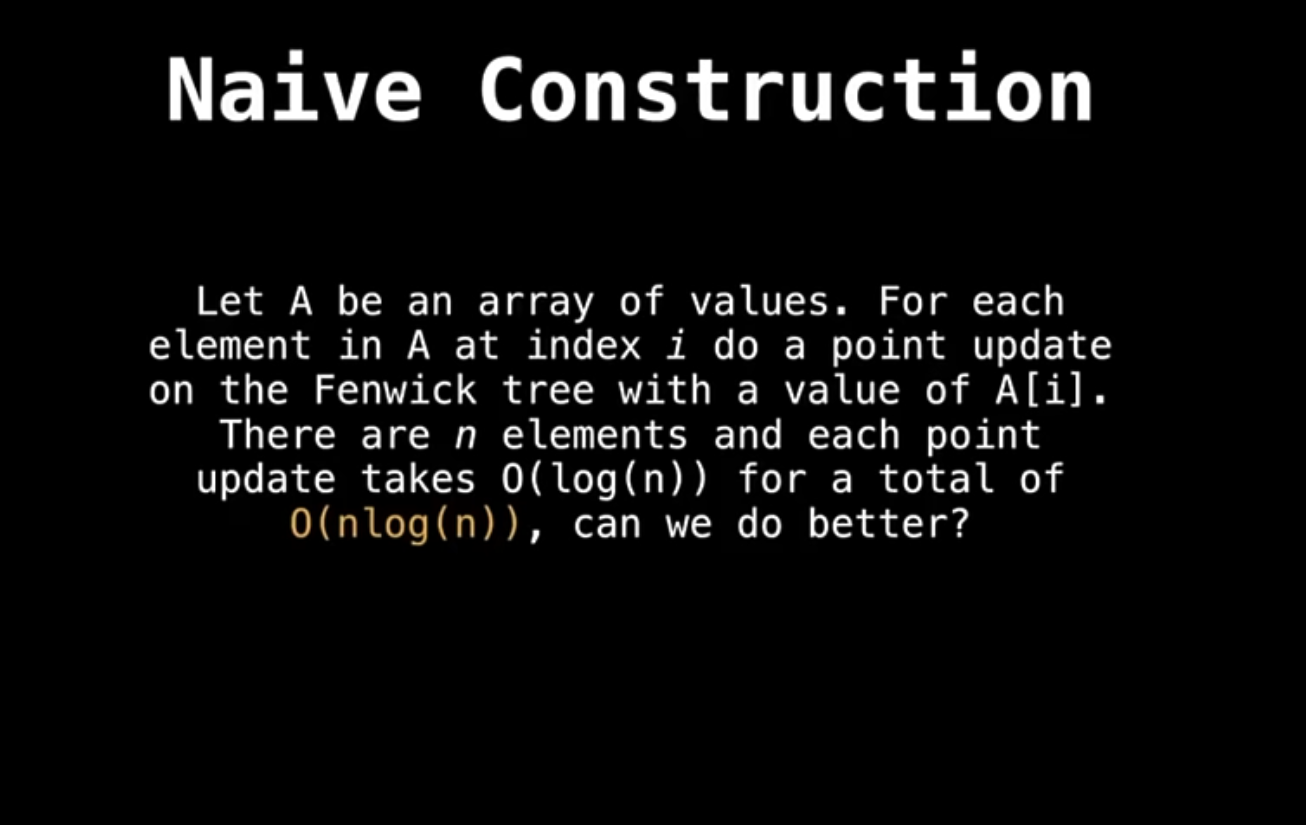 Naive Construction
Let A be an array of values. For each
element in A at index i do a point update
on the Fenwick tree with a value of A[i].
There are n elements and each point
update takes O(log(n)) for a total of
O(nlog(n)), can we do better?